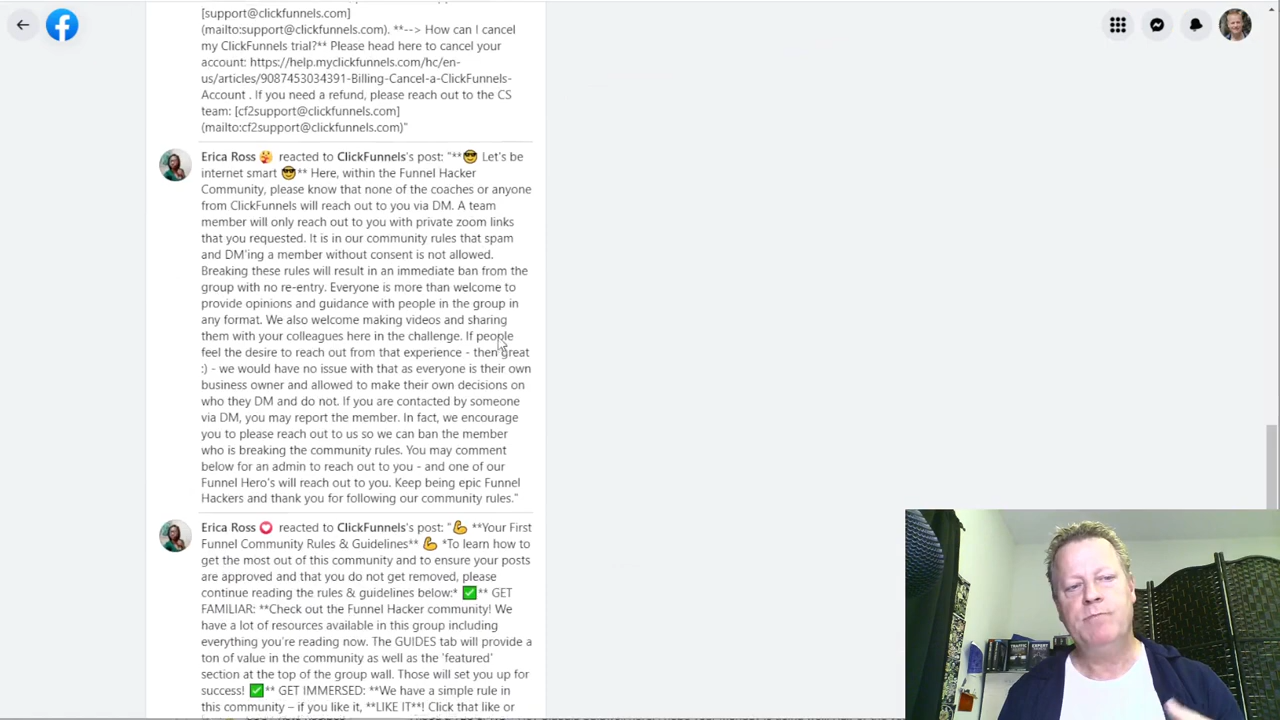 [support@clickfunnels.com]
(mailto:support@clickfunnels.com). **--> How can I cancel
my ClickFunnels trial?** Please head here to cancel your
account: https://help.myclickfunnels.com/hc/en-
us/articles/9087453034391-Billing-Cancel-a-ClickFunnels-
Account . If you need a refund, please reach out to the CS
team: [cf2support@clickfunnels.com]
(mailto:cf2support@clickfunnels.com)"
Erica Ross 🤔 reacted to ClickFunnels's post: "**😎 Let's be
internet smart 😎** Here, within the Funnel Hacker
Community, please know that none of the coaches or anyone
from ClickFunnels will reach out to you via DM. A team
member will only reach out to you with private zoom links
that you requested. It is in our community rules that spam
and DM'ing a member without consent is not allowed.
Breaking these rules will result in an immediate ban from the
group with no re-entry. Everyone is more than welcome to
provide opinions and guidance with people in the group in
any format. We also welcome making videos and sharing
them with your colleagues here in the challenge. If people
feel the desire to reach out from that experience - then great
:) - we would have no issue with that as everyone is their own
business owner and allowed to make their own decisions on
who they DM and do not. If you are contacted by someone
via DM, you may report the member. In fact, we encourage
you to please reach out to us so we can ban the member
who is breaking the community rules. You may comment
below for an admin to reach out to you - and one of our
Funnel Hero's will reach out to you. Keep being epic Funnel
Hackers and thank you for following our community rules."
Erica Ross reacted to ClickFunnels's post: "💪 **Your First
Funnel Community Rules & Guidelines** 💪 *To learn how to
get the most out of this community and to ensure your posts
are approved and that you do not get removed, please
continue reading the rules & guidelines below:* ✅** GET
FAMILIAR: **Check out the Funnel Hacker community! We
have a lot of resources available in this group including
everything you're reading now. The GUIDES tab will provide a
ton of value in the community as well as the 'featured'
section at the top of the group wall. Those will set you up for
success! ✅** GET IMMERSED: **We have a simple rule in
this community – if you like it, **LIKE IT**! Click that like or
TRAFFIC
EXPERT